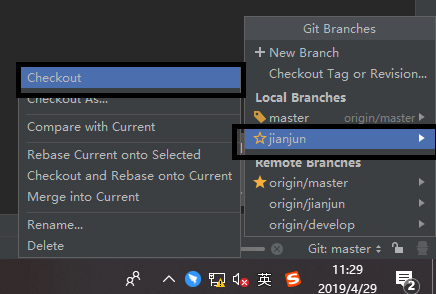 Git Branches
New Branch
Checkout Tag or Revision...
Local Branches
master origin/master
jianjun
Remote Branches
origin/master
origin/jianjun
origin/develop
Checkout
Checkout As...
Compare with Current
Rebase Current onto Selected
Checkout and Rebase onto Current
Merge into Current
Rename...
Delete
Git: master
英
S
11:29
2019/4/29
2